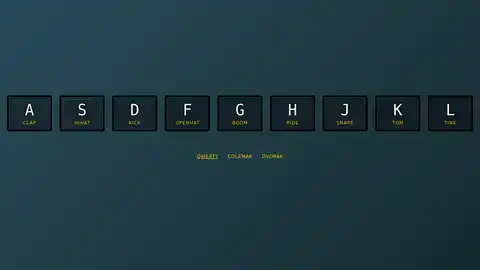 A S D F G H J K L
CLAP HIHAT KICK OPENHAT BOOM RIDE SNARE TOM TINK
QWERTY COLEMAK DVORAK